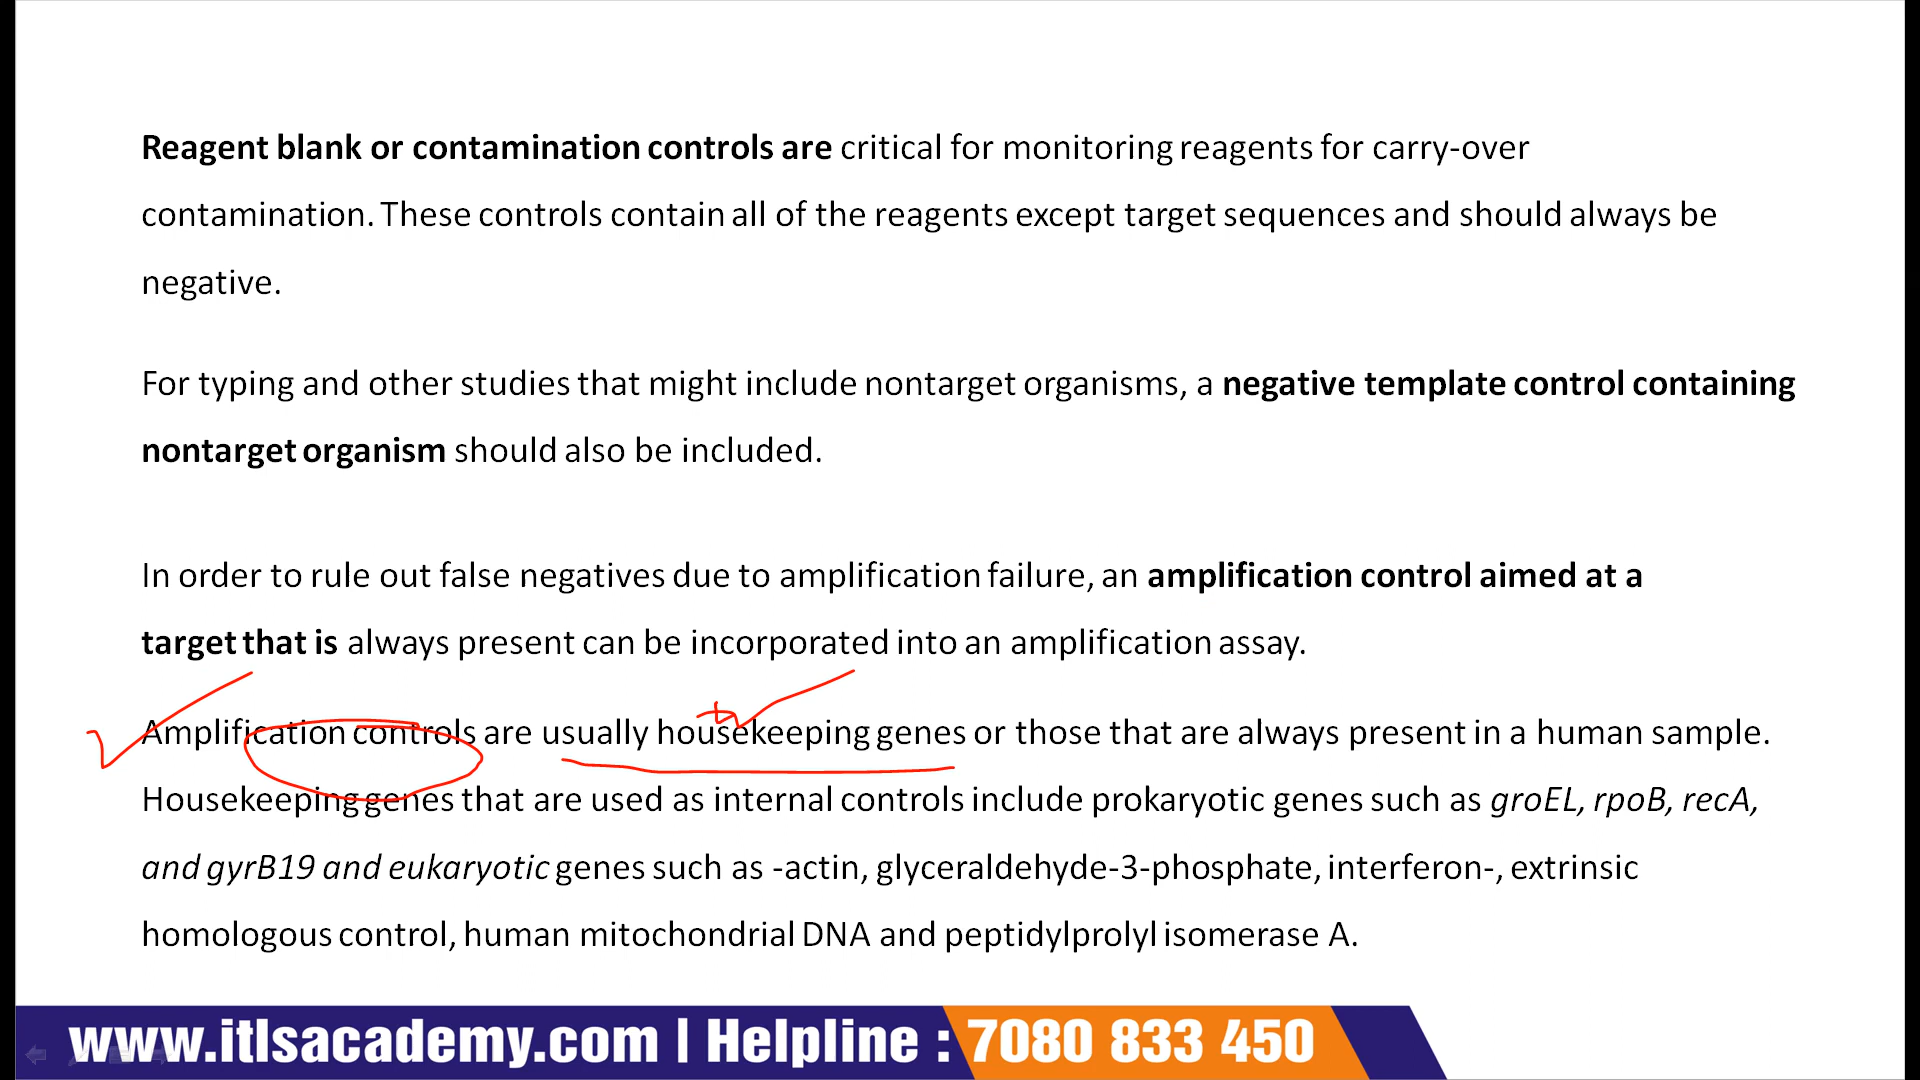 Reagent blank or contamination controls are critical for monitoring reagents for carry-over
contamination. These controls contain all of the reagents except target sequences and should always be
negative.
For typing and other studies that might include nontarget organisms, a negative template control containing
nontarget organism should also be included.
In order to rule out false negatives due to amplification failure, an amplification control aimed at a
target that is always present can be incorporated into an amplification assay.
Amplification controls are usually housekeeping genes or those that are always present in a human sample.
Housekeeping genes that are used as internal controls include prokaryotic genes such as groEL, rpoB, recA,
and gyrB19 and eukaryotic genes such as -actin, glyceraldehyde-3-phosphate, interferon-, extrinsic
homologous control, human mitochondrial DNA and peptidylprolyl isomerase A.
www.itlsacademy.com | Helpline : 7080 833 450